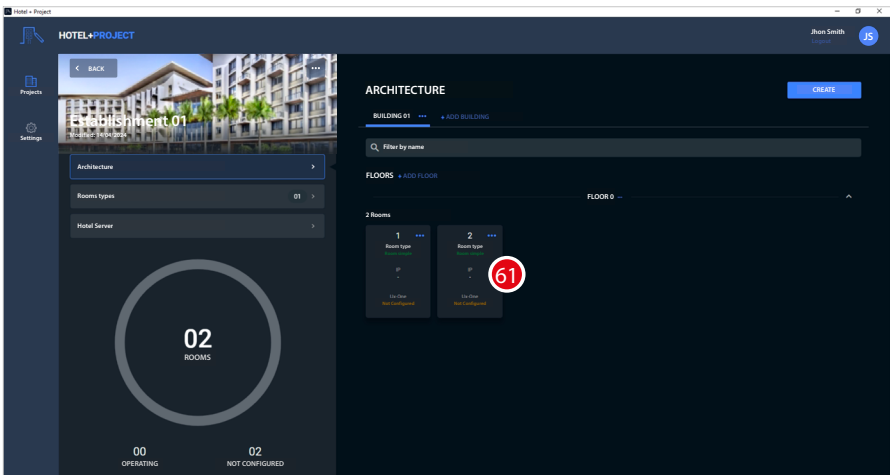 Hotel + Project
HOTEL+PROJECT
Jhon Smith
Logout
JS
Projects
Settings
BACK
Establishment 01
Modified: 14/04/2024
Architecture
Rooms types 01
Hotel Server
02
ROOMS
00
OPERATING
02
NOT CONFIGURED
ARCHITECTURE
CREATE
BUILDING 01 ••• + ADD BUILDING
Filter by name
FLOORS + ADD FLOOR
FLOOR 0
2 Rooms
1 •••
Room type
IP
-
Not Configured
2 •••
Room type
IP
-
Not Configured
61